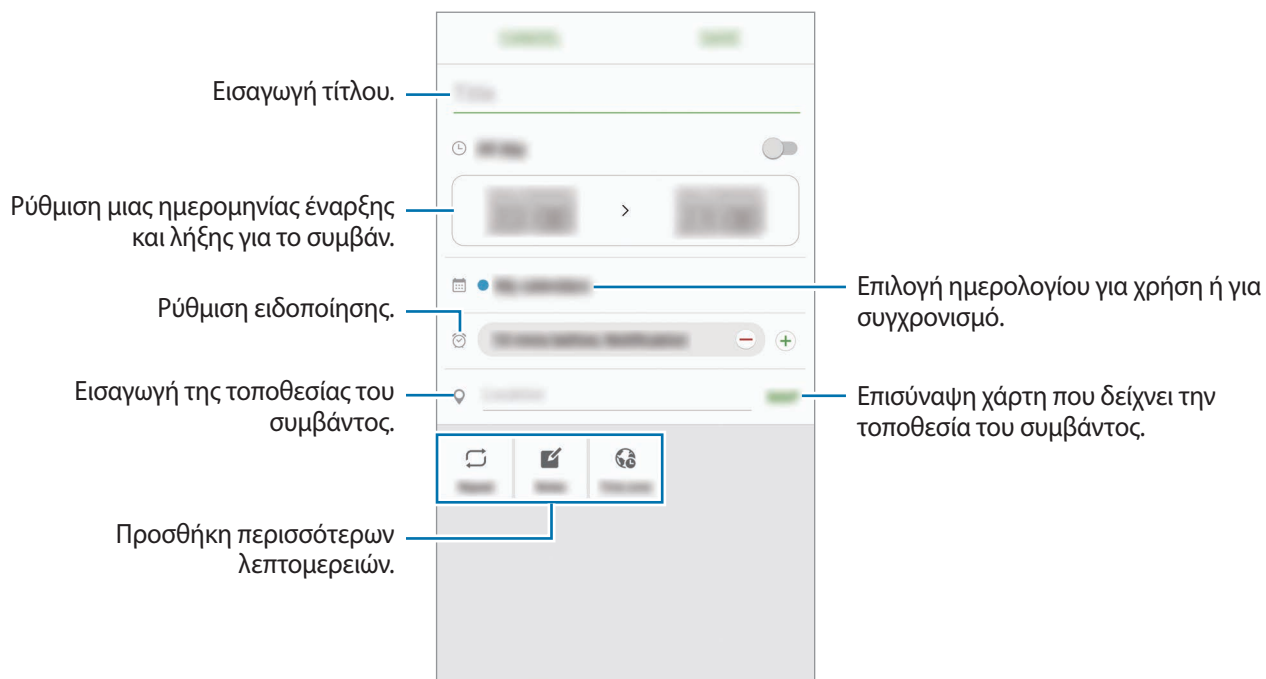 Εισαγωγή τίτλου.
Ρύθμιση μιας ημερομηνίας έναρξης
και λήξης για το συμβάν.
Ρύθμιση ειδοποίησης.
Εισαγωγή της τοποθεσίας του
συμβάντος.
Προσθήκη περισσότερων
λεπτομερειών.
Επιλογή ημερολογίου για χρήση ή για
συγχρονισμό.
Επισύναψη χάρτη που δείχνει την
τοποθεσία του συμβάντος.